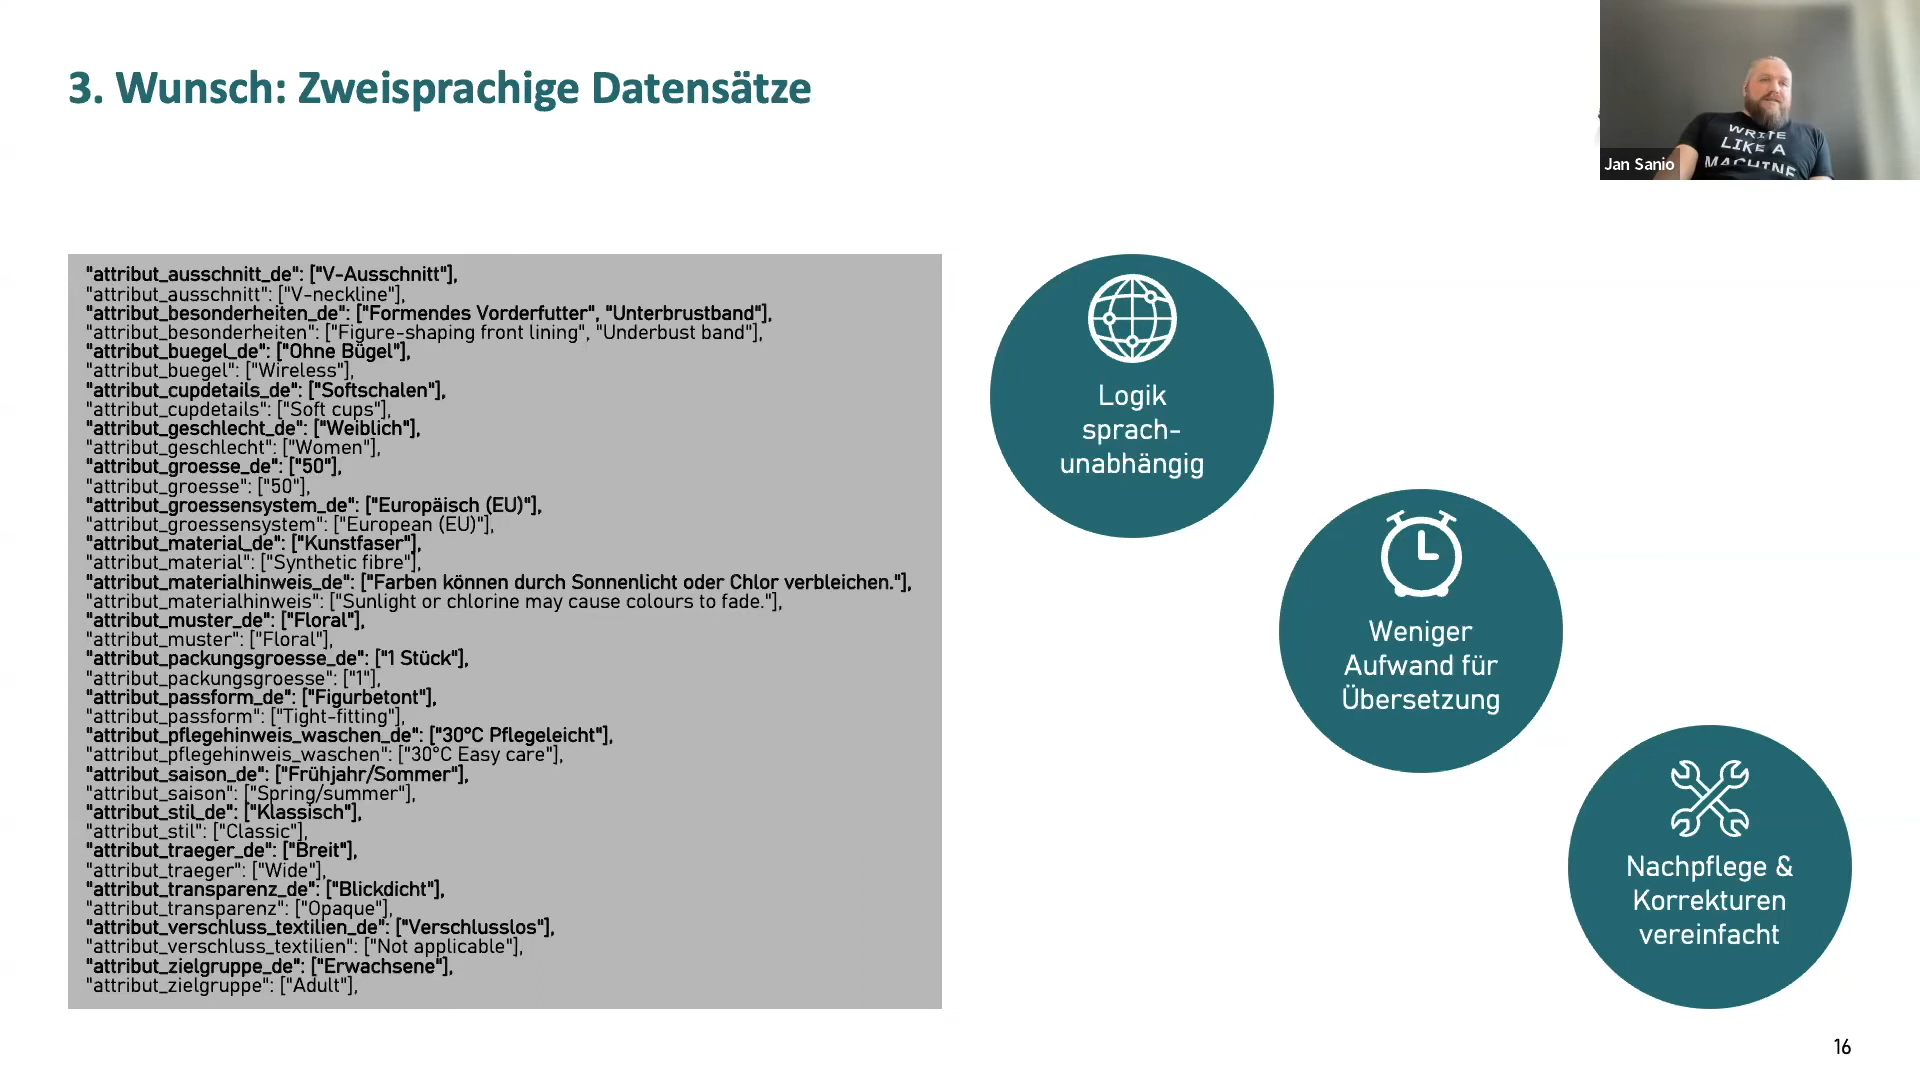 3. Wunsch: Zweisprachige Datensätze
WRITE
LIKE A
MACHINE
Jan Sanio
"attribut_ausschnitt_de": ["V-Ausschnitt"],
"attribut_ausschnitt": ["V-neckline"],
"attribut_besonderheiten_de": ["Formendes Vorderfutter", "Unterbrustband"],
"attribut_besonderheiten": ["Figure-shaping front lining", "Underbust band"],
"attribut_buegel_de": ["Ohne Bügel"],
"attribut_buegel": ["Wireless"],
"attribut_cupdetails_de": ["Softschalen"],
"attribut_cupdetails": ["Soft cups"],
"attribut_geschlecht_de": ["Weiblich"],
"attribut_geschlecht": ["Women"],
"attribut_groesse_de": ["50"],
"attribut_groesse": ["50"],
"attribut_groessensystem_de": ["Europäisch (EU)"],
"attribut_groessensystem": ["European (EU)"],
"attribut_material_de": ["Kunstfaser"],
"attribut_material": ["Synthetic fibre"],
"attribut_materialhinweis_de": ["Farben können durch Sonnenlicht oder Chlor verbleichen."],
"attribut_materialhinweis": ["Sunlight or chlorine may cause colours to fade."],
"attribut_muster_de": ["Floral"],
"attribut_muster": ["Floral"],
"attribut_packungsgroesse_de": ["1 Stück"],
"attribut_packungsgroesse": ["1"],
"attribut_passform_de": ["Figurbetont"],
"attribut_passform": ["Tight-fitting"],
"attribut_pflegehinweis_waschen_de": ["30°C Pflegeleicht"],
"attribut_pflegehinweis_waschen": ["30°C Easy care"],
"attribut_saison_de": ["Frühjahr/Sommer"],
"attribut_saison": ["Spring/summer"],
"attribut_stil_de": ["Klassisch"],
"attribut_stil": ["Classic"],
"attribut_traeger_de": ["Breit"],
"attribut_traeger": ["Wide"],
"attribut_transparenz_de": ["Blickdicht"],
"attribut_transparenz": ["Opaque"],
"attribut_verschluss_textilien_de": ["Verschlusslos"],
"attribut_verschluss_textilien": ["Not applicable"],
"attribut_zielgruppe_de": ["Erwachsene"],
"attribut_zielgruppe": ["Adult"],
Logik
sprach-
unabhängig
Weniger
Aufwand für
Übersetzung
Nachpflege &
Korrekturen
vereinfacht
16